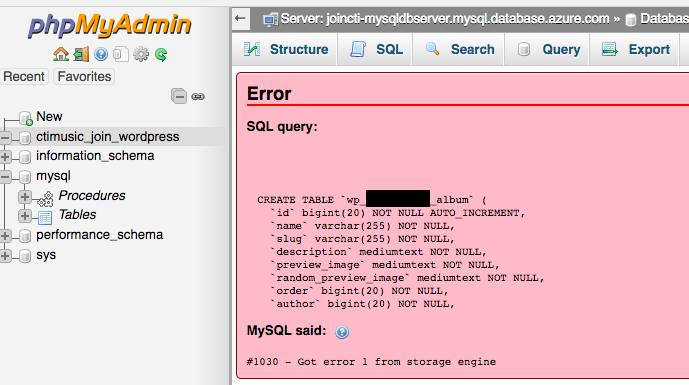 phpMyAdmin
Recent Favorites
New
ctimusic_join_wordpress
information_schema
mysql
Procedures
Tables
performance_schema
sys
Server: joincti-mysqldbserver.mysql.database.azure.com » Databas
Structure SQL Search Query Export
Error
SQL query:
CREATE TABLE `wp_ _album` (
`id` bigint(20) NOT NULL AUTO_INCREMENT,
`name` varchar(255) NOT NULL,
`slug` varchar(255) NOT NULL,
`description` mediumtext NOT NULL,
`preview_image` mediumtext NOT NULL,
`random_preview_image` mediumtext NOT NULL,
`order` bigint(20) NOT NULL,
`author` bigint(20) NOT NULL,
MySQL said:
#1030 - Got error 1 from storage engine